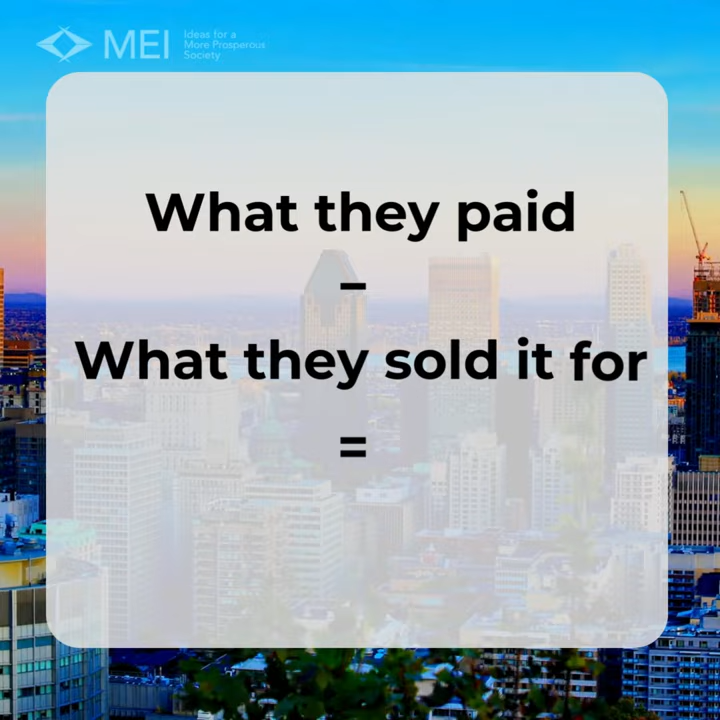 MEI
Ideas for a
More Prosperous
Society
What they paid
–
What they sold it for
=